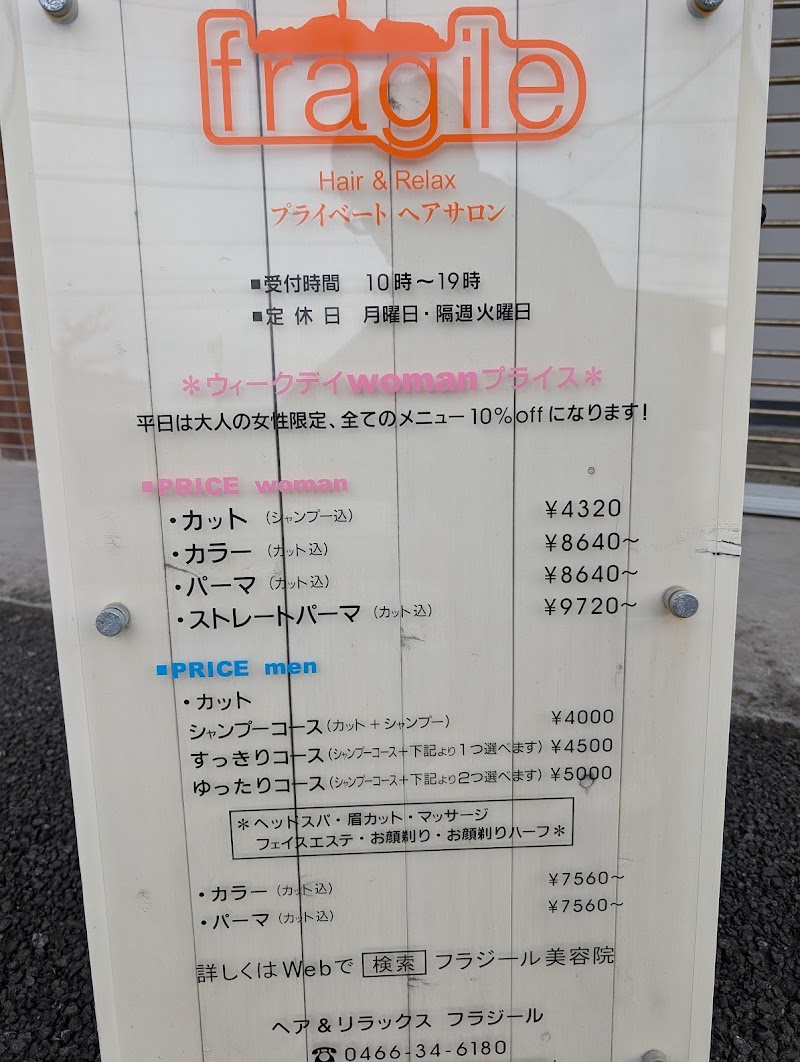 fragile
Hair & Relax
プライベート ヘアサロン
■受付時間 10時〜19時
■定休日 月曜日・隔週火曜日
＊ウィークデイwomanプライス＊
平日は大人の女性限定、全てのメニュー10％offになります！
■PRICE woman
・カット（シャンプー込） ¥4320
・カラー（カット込） ¥8640〜
・パーマ（カット込） ¥8640〜
・ストレートパーマ（カット込） ¥9720〜
■PRICE men
・カット
シャンプーコース（カット＋シャンプー） ¥4000
すっきりコース（シャンプーコース＋下記より1つ選べます） ¥4500
ゆったりコース（シャンプーコース＋下記より2つ選べます） ¥5000
＊ヘッドスパ・眉カット・マッサージ
フェイスエステ・お顔剃り・お顔剃りハーフ＊
・カラー（カット込） ¥7560〜
・パーマ（カット込） ¥7560〜
詳しくはWebで 検索 フラジール美容院
ヘア＆リラックス フラジール
☎0466-34-6180